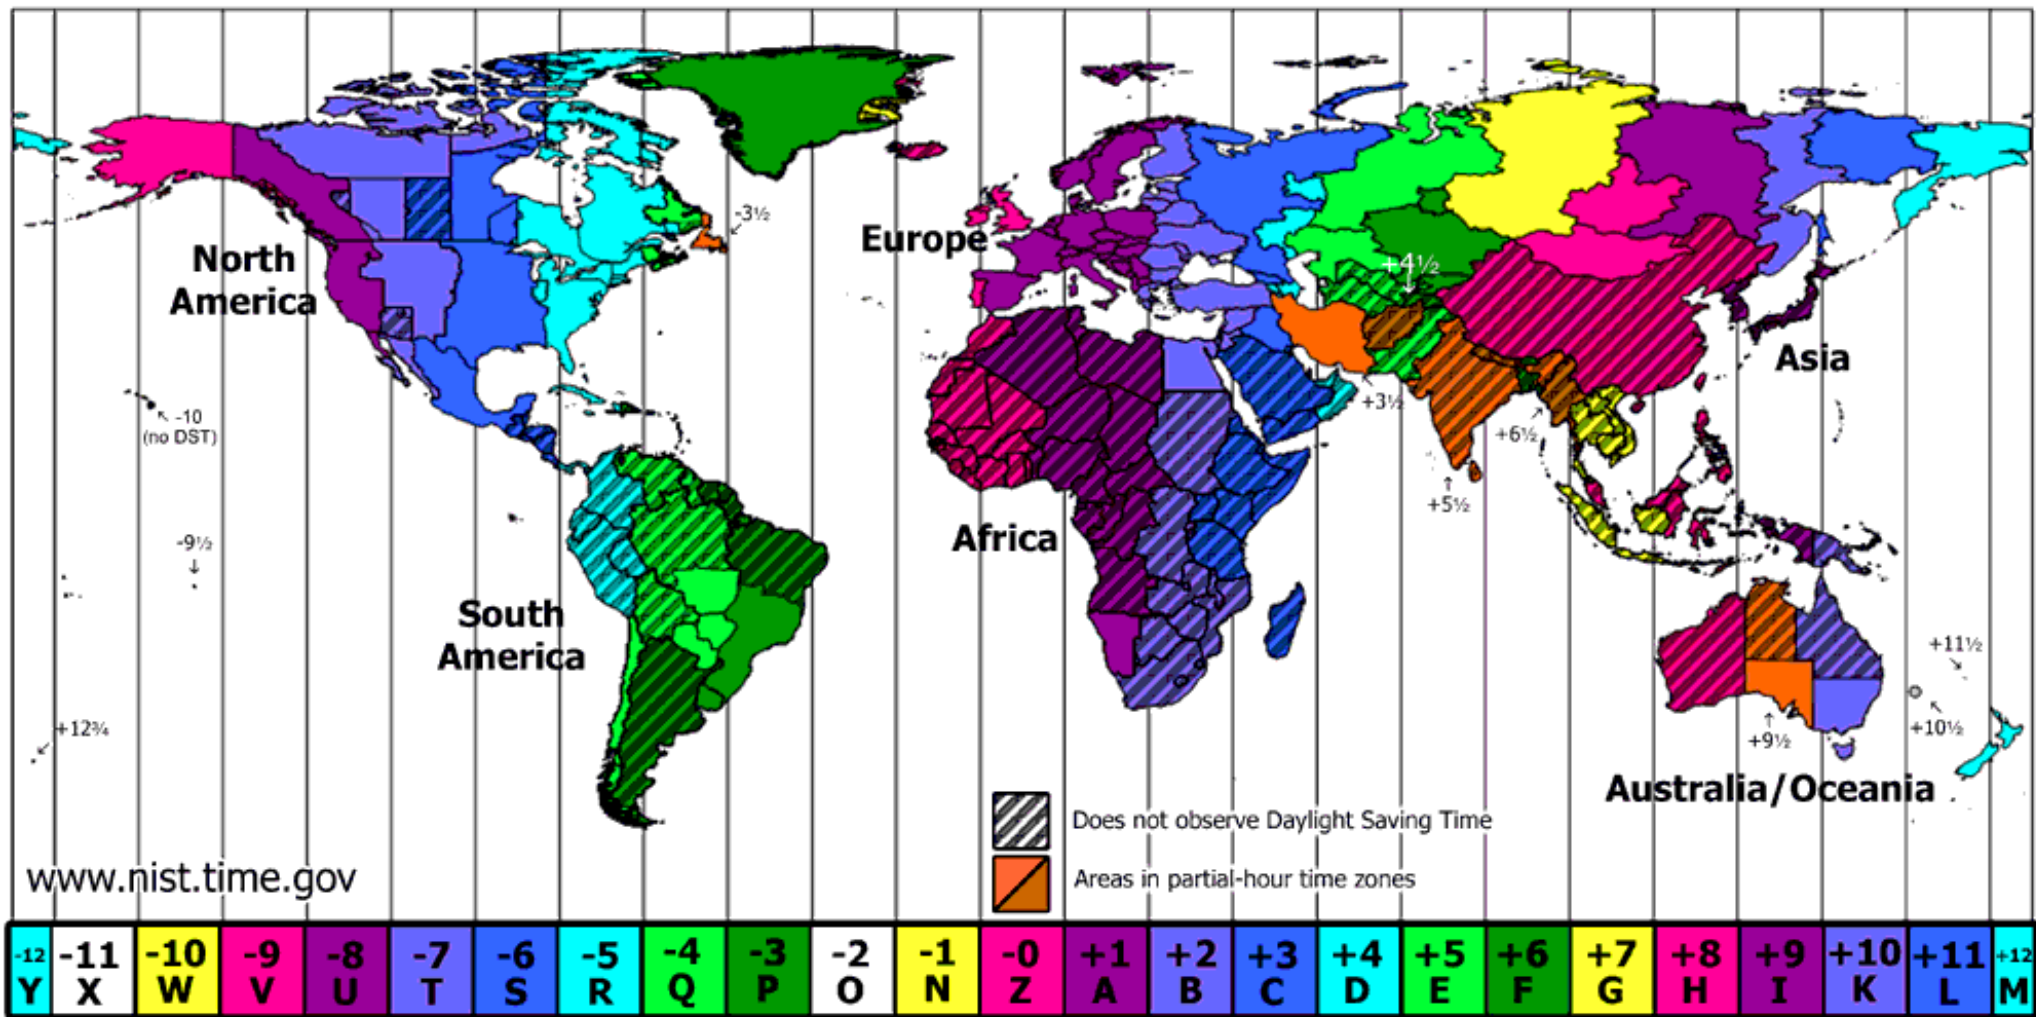 -3½
Europe
North
America
+4½
Asia
-10
(no DST)
+3½
+6½
+5½
-9½
Africa
South
America
+11½
+12¾
+10½
+9½
Australia/Oceania
Does not observe Daylight Saving Time
Areas in partial-hour time zones
www.nist.time.gov
-12 -11 -10 -9 -8 -7 -6 -5 -4 -3 -2 -1 -0 +1 +2 +3 +4 +5 +6 +7 +8 +9 +10 +11 +12
Y X W V U T S R Q P O N Z A B C D E F G H I K L M